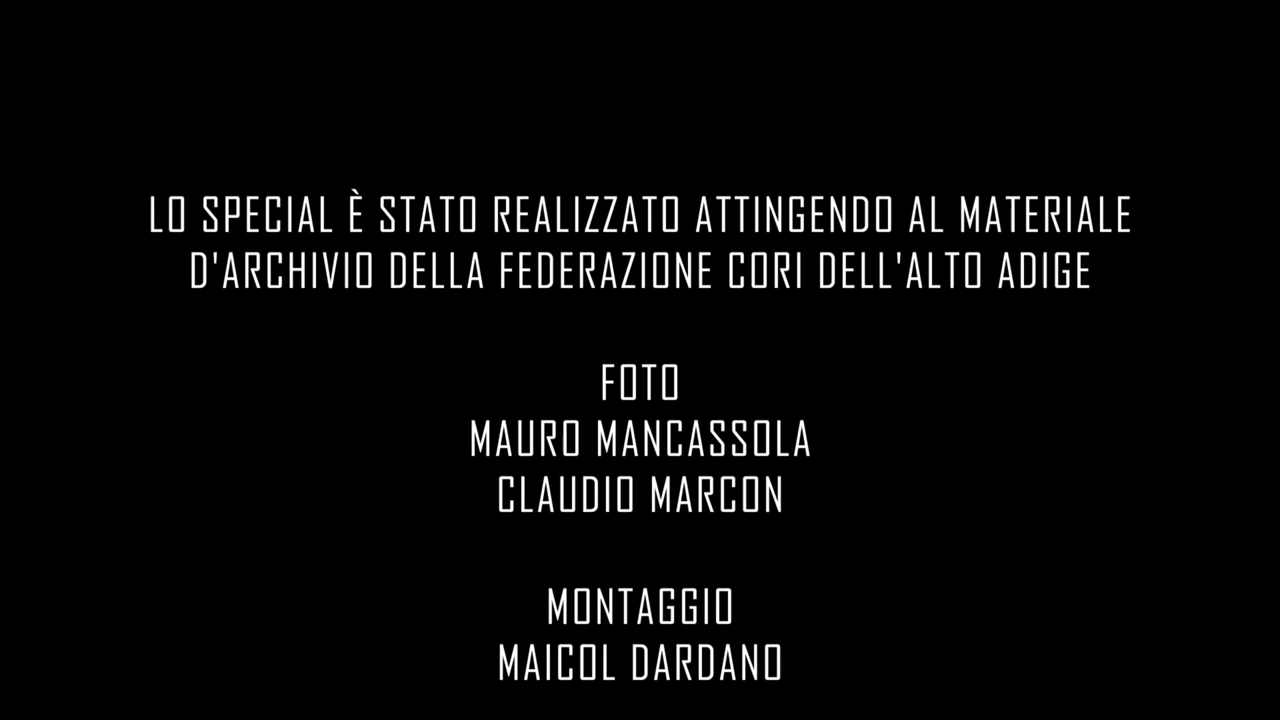 LO SPECIAL È STATO REALIZZATO ATTINGENDO AL MATERIALE
D'ARCHIVIO DELLA FEDERAZIONE CORI DELL'ALTO ADIGE
FOTO
MAURO MANCASSOLA
CLAUDIO MARCON
MONTAGGIO
MAICOL DARDANO